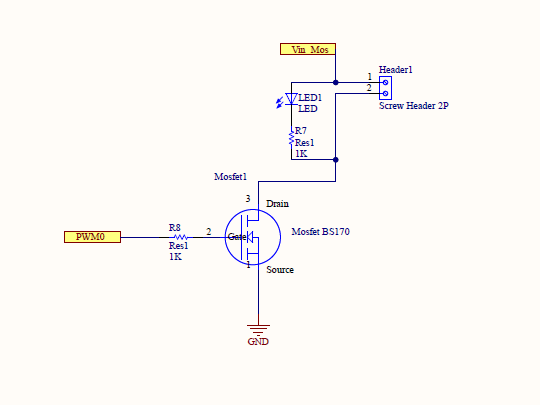 Vin_Mos
Header1
1
2
Screw Header 2P
LED1
LED
R7
Res1
1K
Mosfet1
3
Drain
R8
Res1
1K
PWM0
2
Gate
Mosfet BS170
1
Source
GND